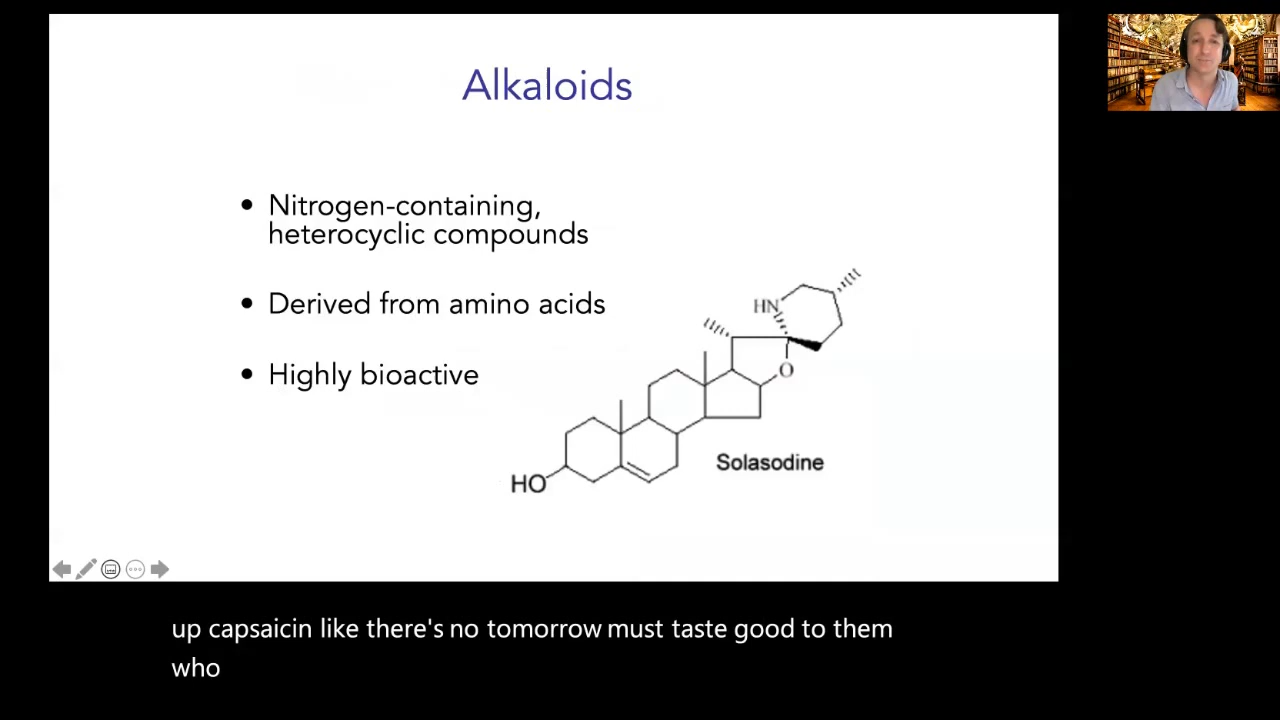 Alkaloids
• Nitrogen-containing,
heterocyclic compounds
• Derived from amino acids
• Highly bioactive
HN
O
HO
Solasodine
up capsaicin like there's no tomorrow must taste good to them
who